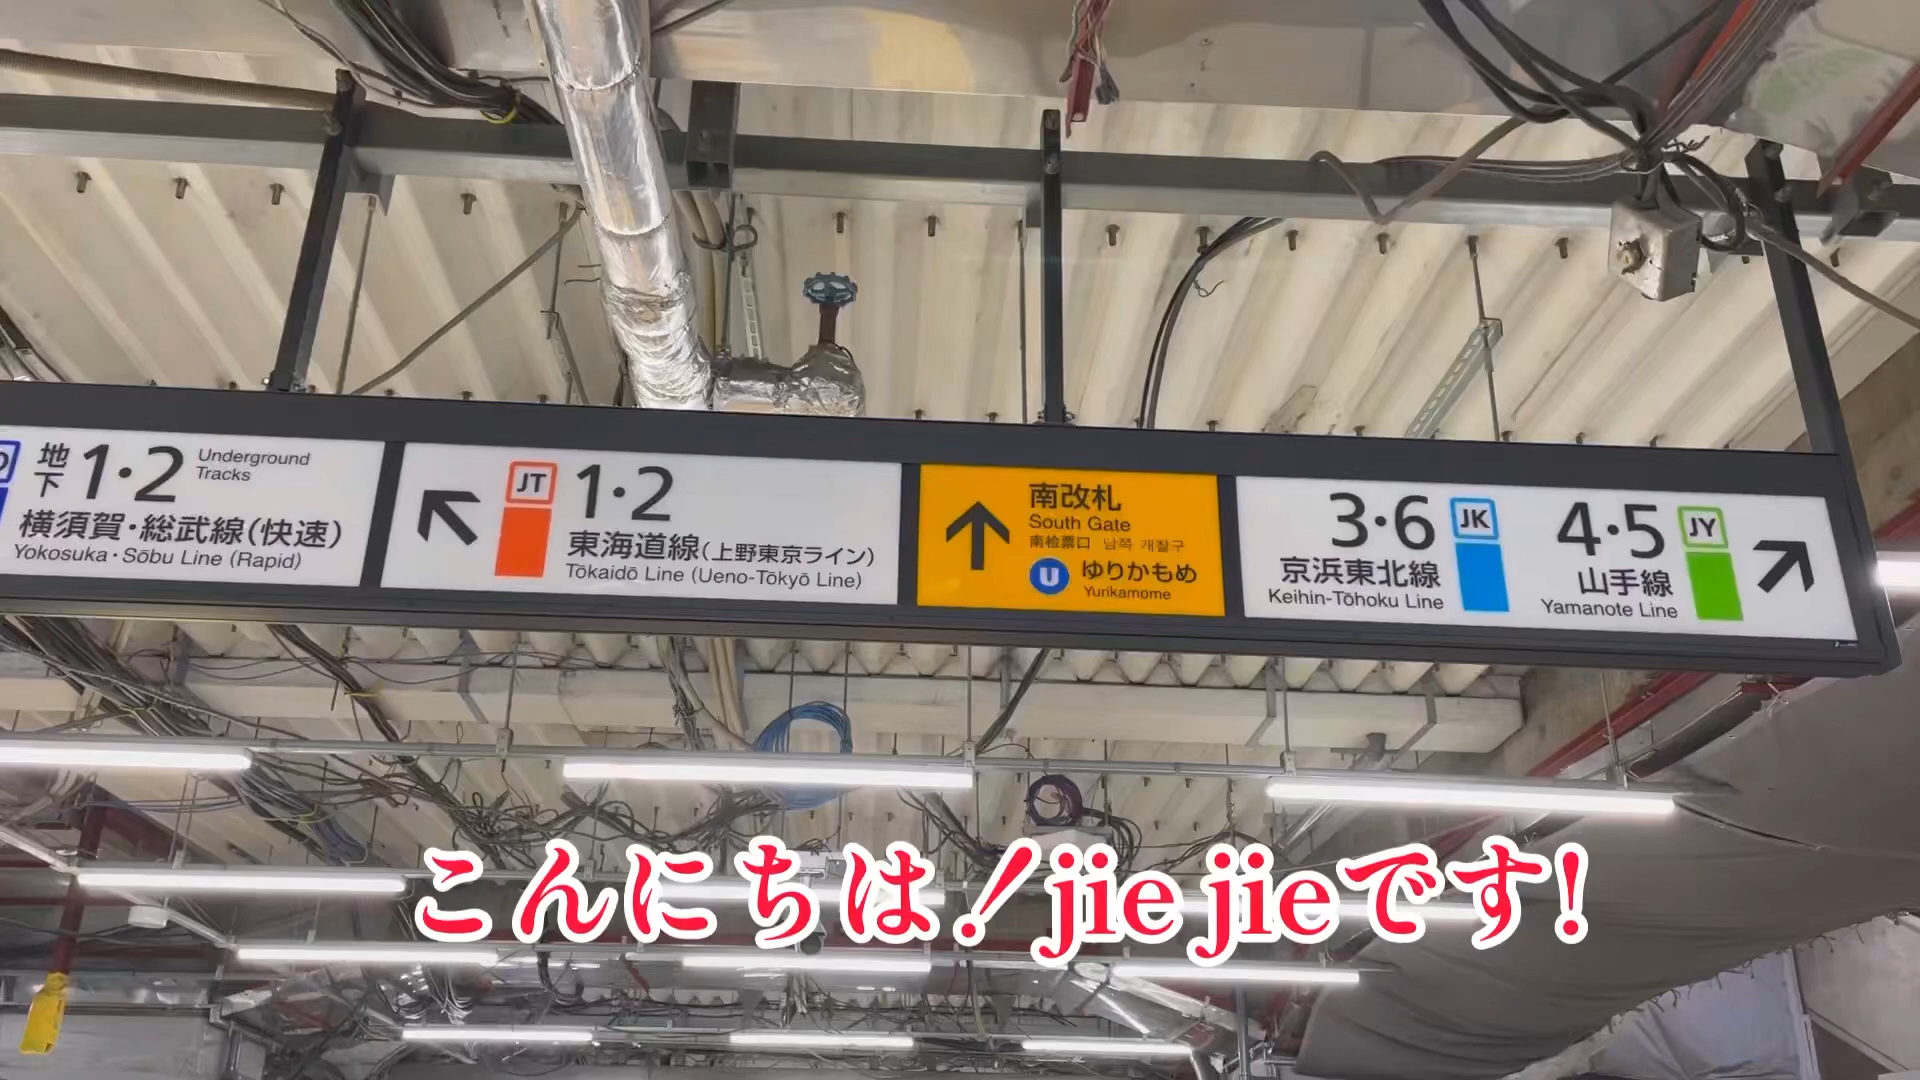 地下 1・2 Underground Tracks
横須賀・総武線(快速)
Yokosuka・Sōbu Line (Rapid)
JT 1・2
東海道線(上野東京ライン)
Tōkaidō Line (Ueno-Tōkyō Line)
南改札
South Gate
南检票口 남쪽 개찰구
U ゆりかもめ
Yurikamome
3・6 JK
京浜東北線
Keihin-Tōhoku Line
4・5 JY
山手線
Yamanote Line
こんにちは!jie jieです!